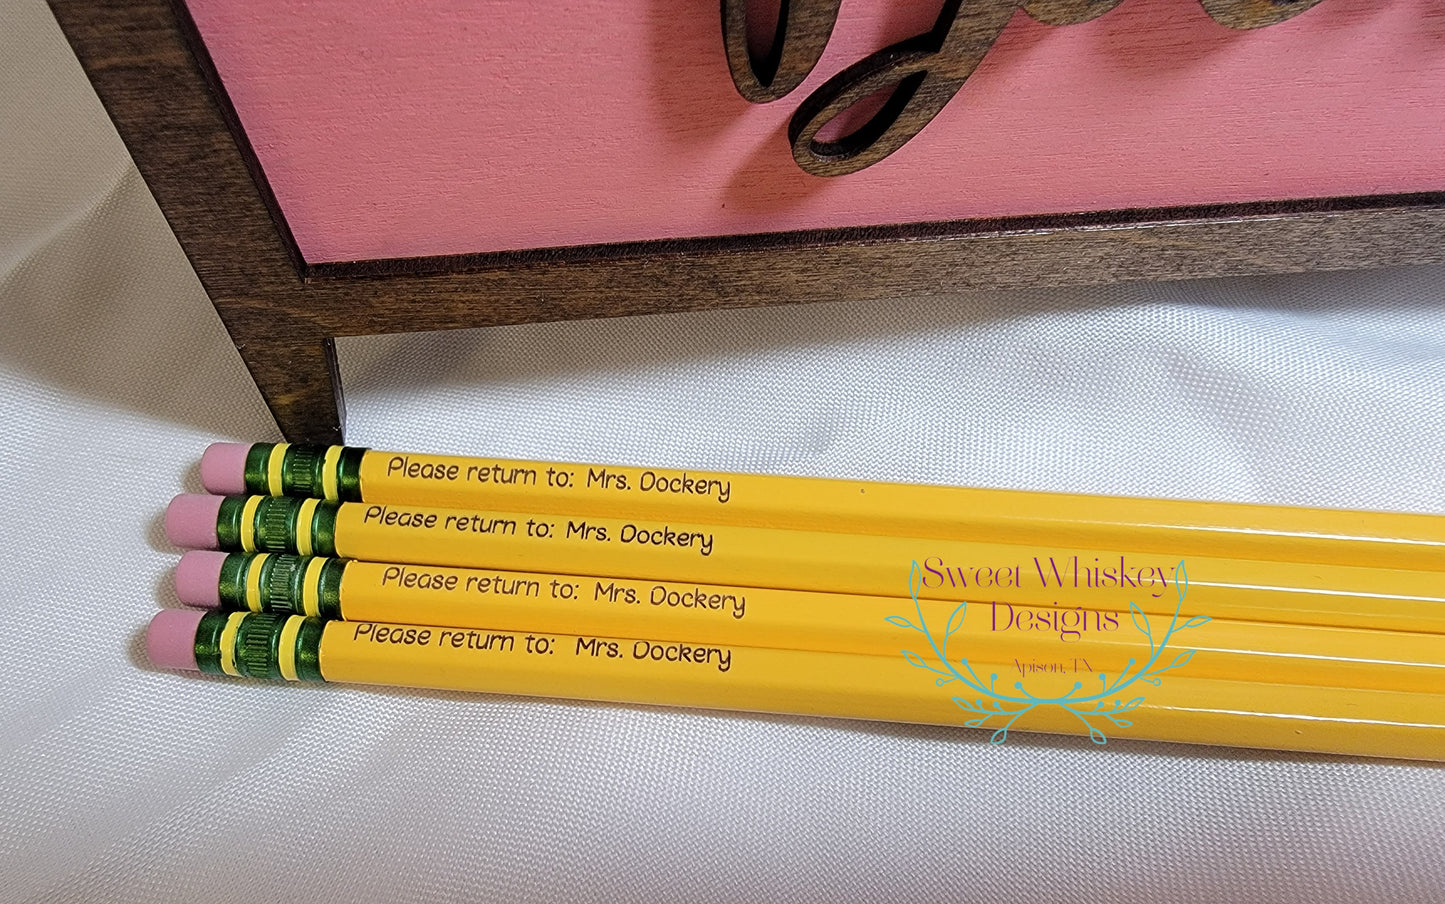 Please return to: Mrs. Dockery
Please return to: Mrs. Dockery
Please return to: Mrs. Dockery
Please return to: Mrs. Dockery
Sweet Whiskey
Designs
Apison, TX